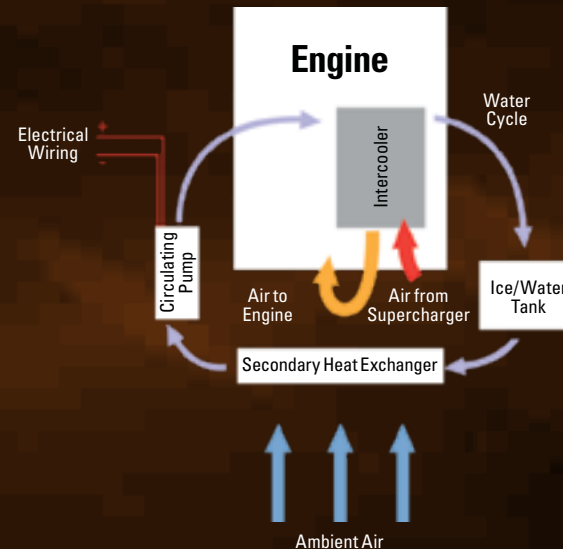 Engine
Water
Cycle
Electrical
Wiring
+
-
Intercooler
Circulating
Pump
Air to
Engine
Air from
Supercharger
Ice/Water
Tank
Secondary Heat Exchanger
Ambient Air